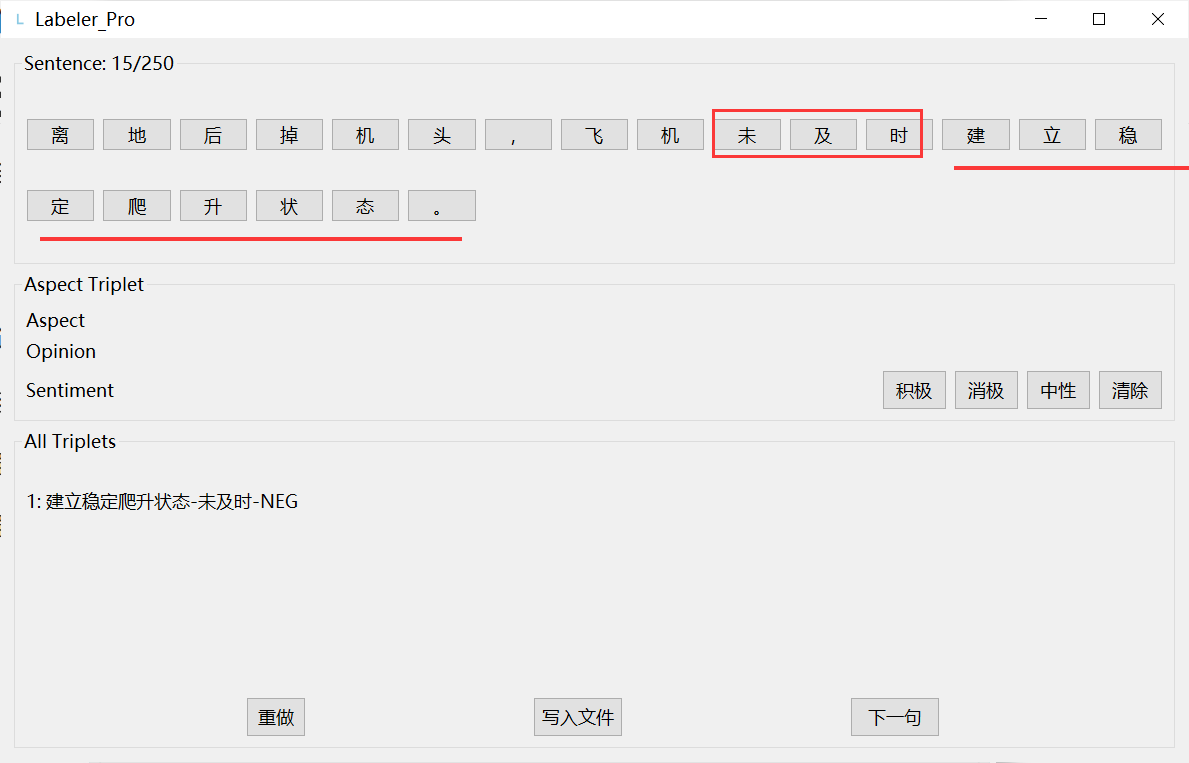 Labeler_Pro
Sentence: 15/250
离 地 后 掉 机 头 , 飞 机 未 及 时 建 立 稳
定 爬 升 状 态 。
Aspect Triplet
Aspect
Opinion
Sentiment 积极 消极 中性 清除
All Triplets
1: 建立稳定爬升状态-未及时-NEG
重做 写入文件 下一句